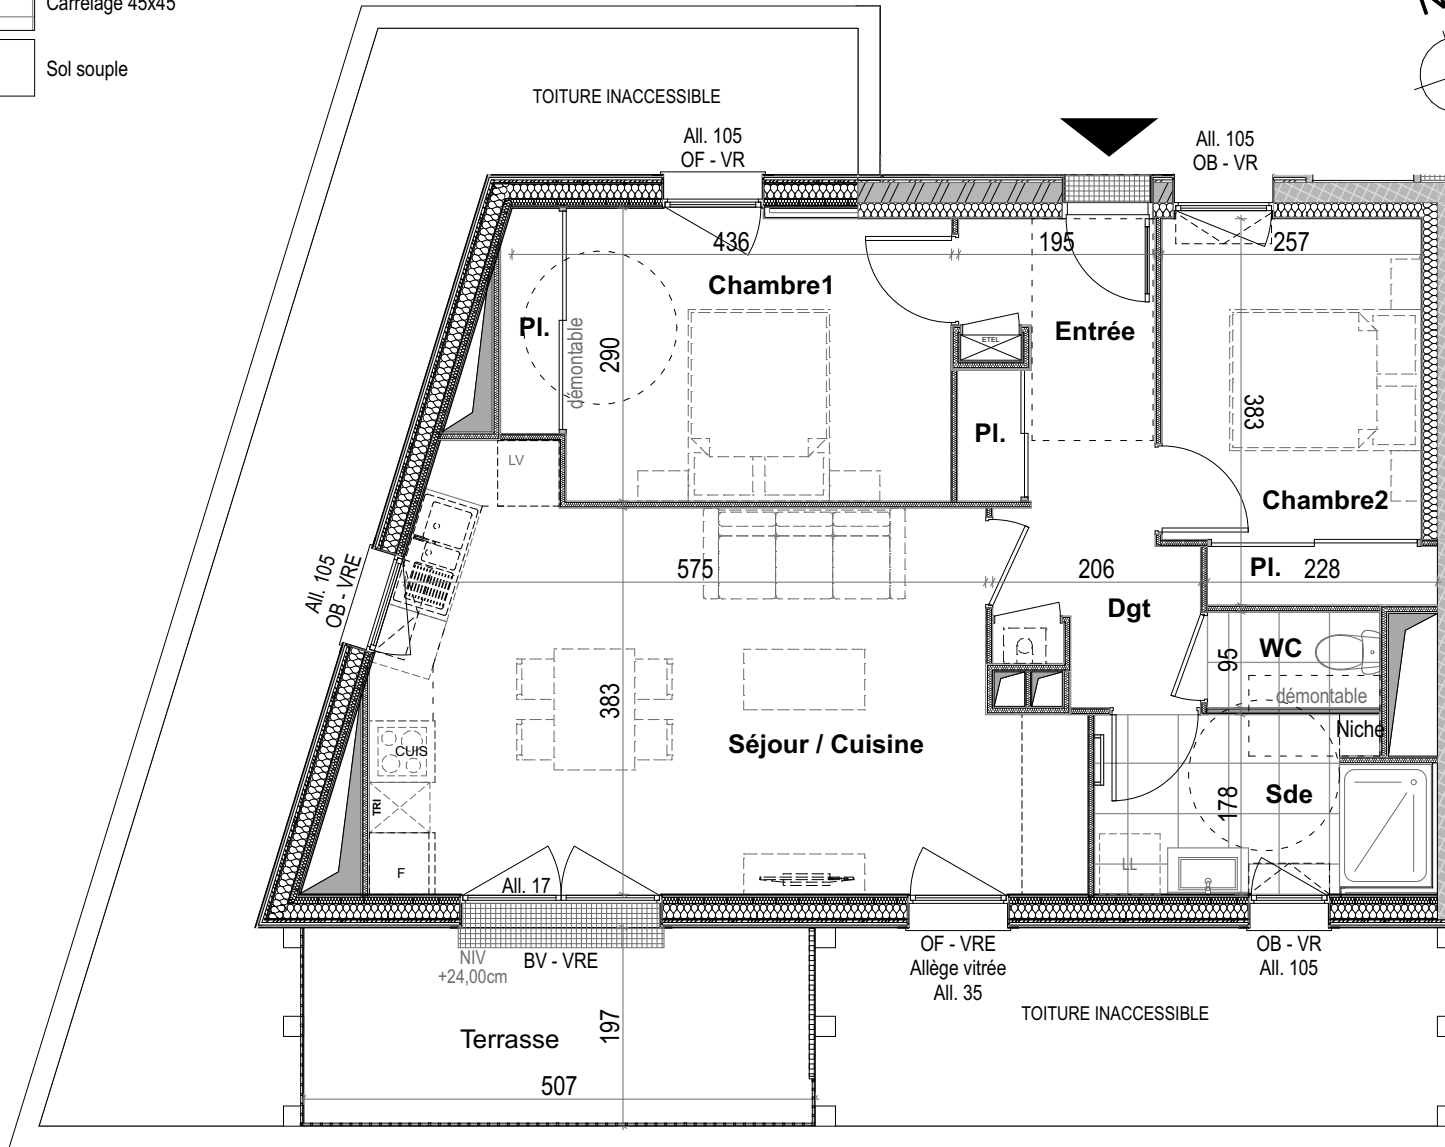 Carrelage 45x45
Sol souple
TOITURE INACCESSIBLE
All. 105
OF - VR
All. 105
OB - VR
436
195
257
Chambre1
Pl.
démontable
290
ETEL
Entrée
383
Pl.
LV
Chambre2
All. 105
OB - VRE
575
206
Pl.
228
Dgt
WC
95
démontable
383
Niche
Séjour / Cuisine
CUIS
TRI
Sde
178
F
LL
All. 17
NIV
+24,00cm
BV - VRE
OF - VRE
Allège vitrée
All. 35
OB - VR
All. 105
TOITURE INACCESSIBLE
Terrasse
197
507